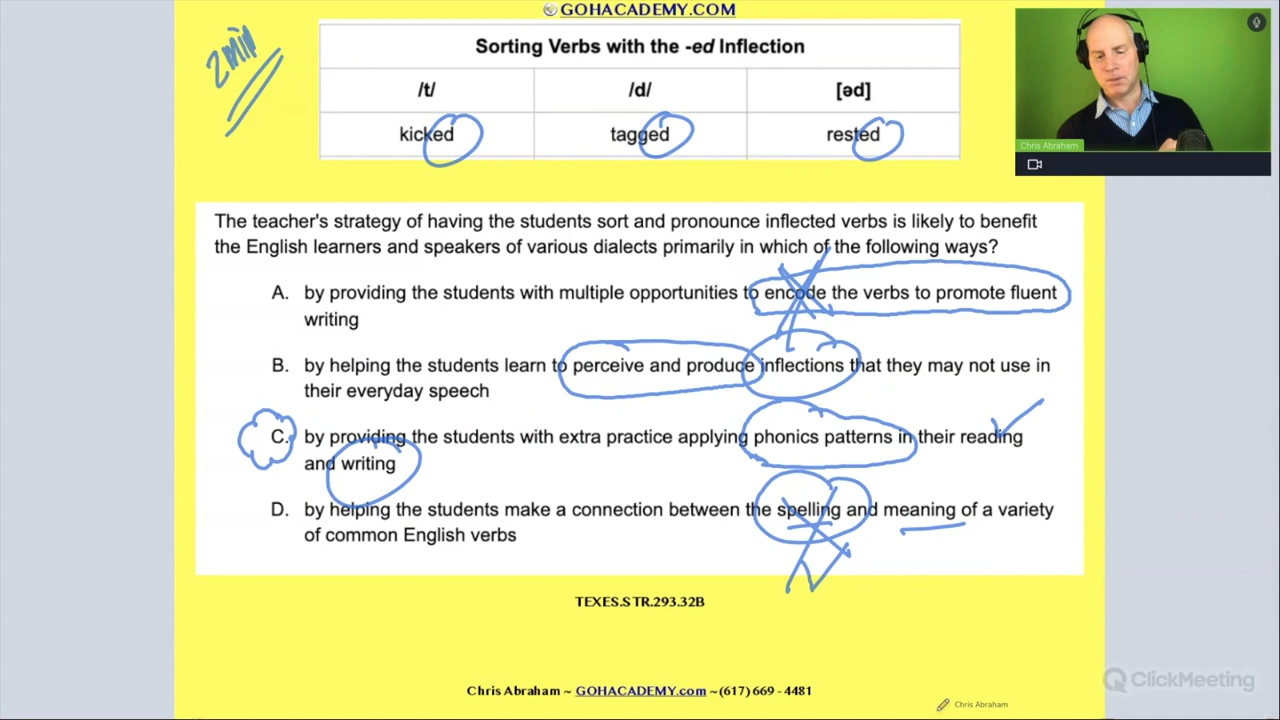 GOHACADEMY.COM
2 min
Sorting Verbs with the -ed Inflection
/t/ /d/ [əd]
kicked tagged rested
Chris Abraham
The teacher's strategy of having the students sort and pronounce inflected verbs is likely to benefit
the English learners and speakers of various dialects primarily in which of the following ways?
A. by providing the students with multiple opportunities to encode the verbs to promote fluent
writing
B. by helping the students learn to perceive and produce inflections that they may not use in
their everyday speech
C. by providing the students with extra practice applying phonics patterns in their reading
and writing
D. by helping the students make a connection between the spelling and meaning of a variety
of common English verbs
TEXES.STR.293.32B
Chris Abraham ~ GOHACADEMY.com ~(617) 669 - 4481
ClickMeeting
Chris Abraham